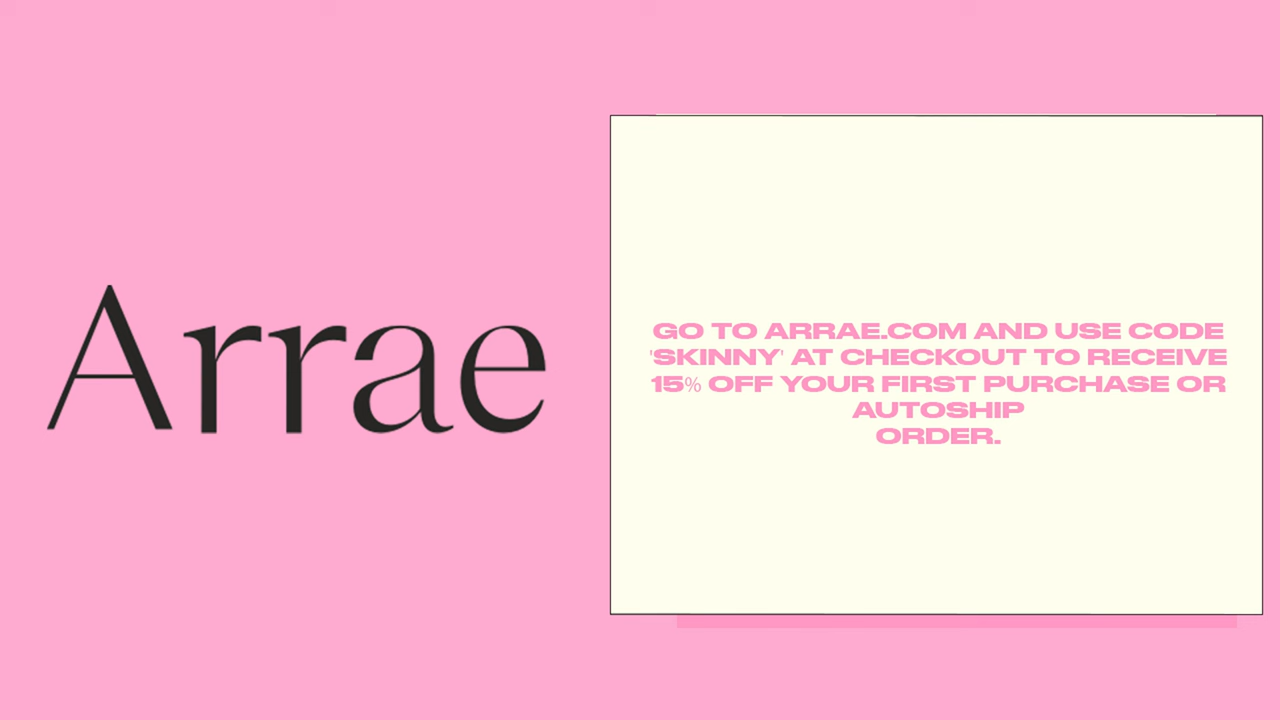 Arrae
GO TO ARRAE.COM AND USE CODE
'SKINNY' AT CHECKOUT TO RECEIVE
15% OFF YOUR FIRST PURCHASE OR
AUTOSHIP
ORDER.